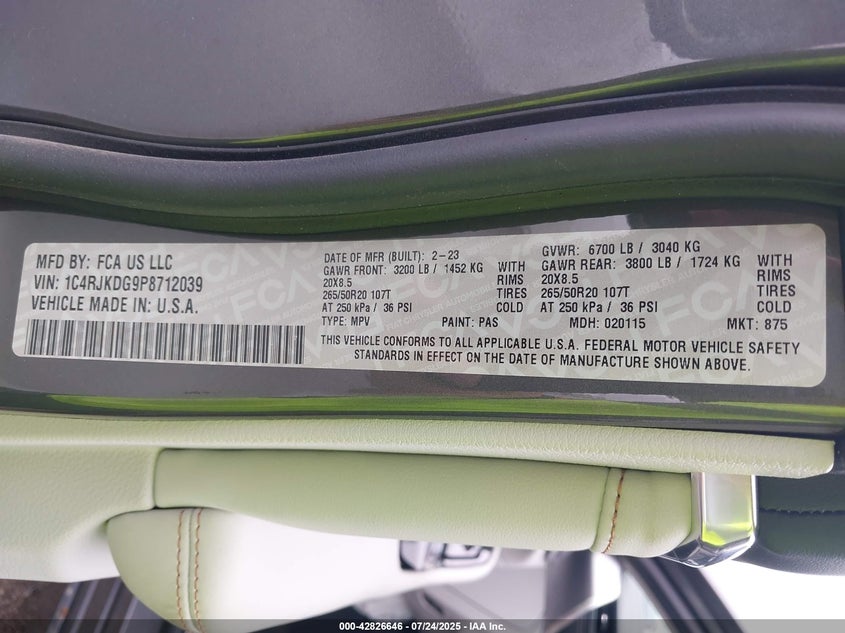 MFD BY: FCA US LLC
VIN: 1C4RJKDG9P8712039
VEHICLE MADE IN: U.S.A.
DATE OF MFR (BUILT): 2-23
GAWR FRONT: 3200 LB / 1452 KG WITH
20X8.5 RIMS
265/50R20 107T TIRES
AT 250 kPa / 36 PSI COLD
TYPE: MPV PAINT: PAS
GVWR: 6700 LB / 3040 KG
GAWR REAR: 3800 LB / 1724 KG WITH
20X8.5 RIMS
265/50R20 107T TIRES
AT 250 kPa / 36 PSI COLD
MDH: 020115 MKT: 875
THIS VEHICLE CONFORMS TO ALL APPLICABLE U.S.A. FEDERAL MOTOR VEHICLE SAFETY
STANDARDS IN EFFECT ON THE DATE OF MANUFACTURE SHOWN ABOVE.
000-42826646 - 07/24/2025 - IAA Inc.